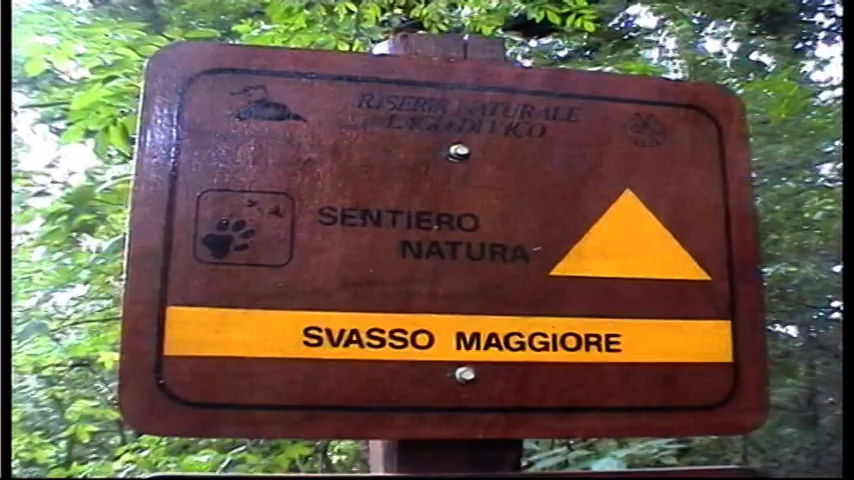 RISERVA NATURALE
LAGO DI VICO
SENTIERO
NATURA
SVASSO MAGGIORE